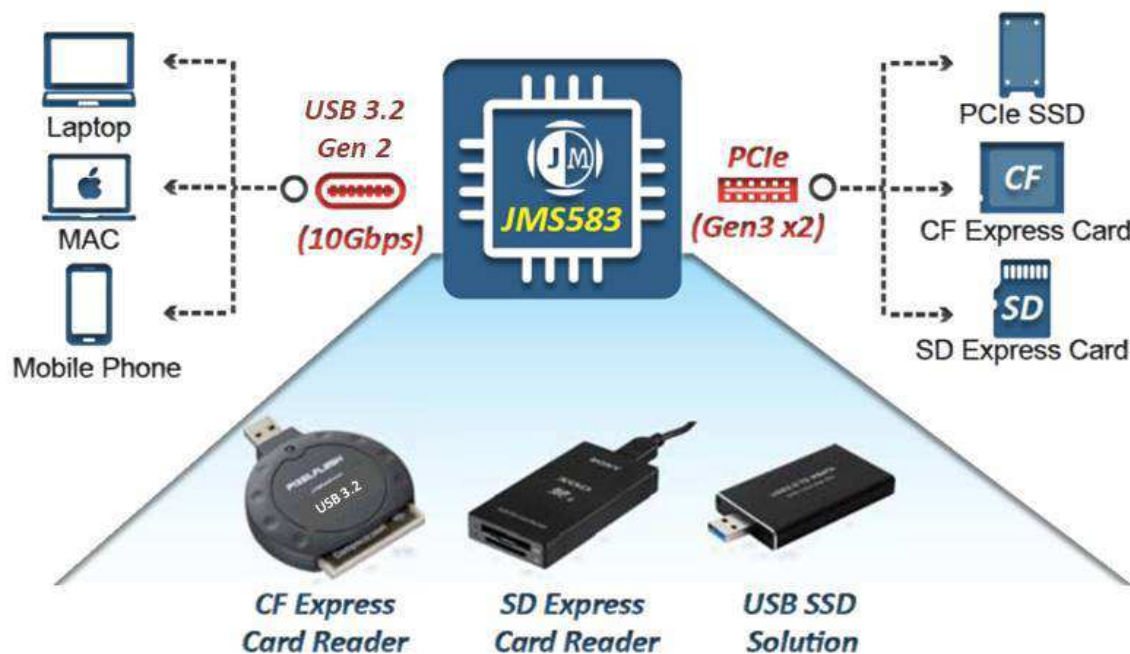 Laptop
MAC
Mobile Phone
USB 3.2
Gen 2
(10Gbps)
JM
JMS583
PCIe
(Gen3 x2)
PCIe SSD
CF
CF Express Card
SD
SD Express Card
PIXELFLASH
USB 3.2
SONY
CF Express
Card Reader
SD Express
Card Reader
USB SSD
Solution